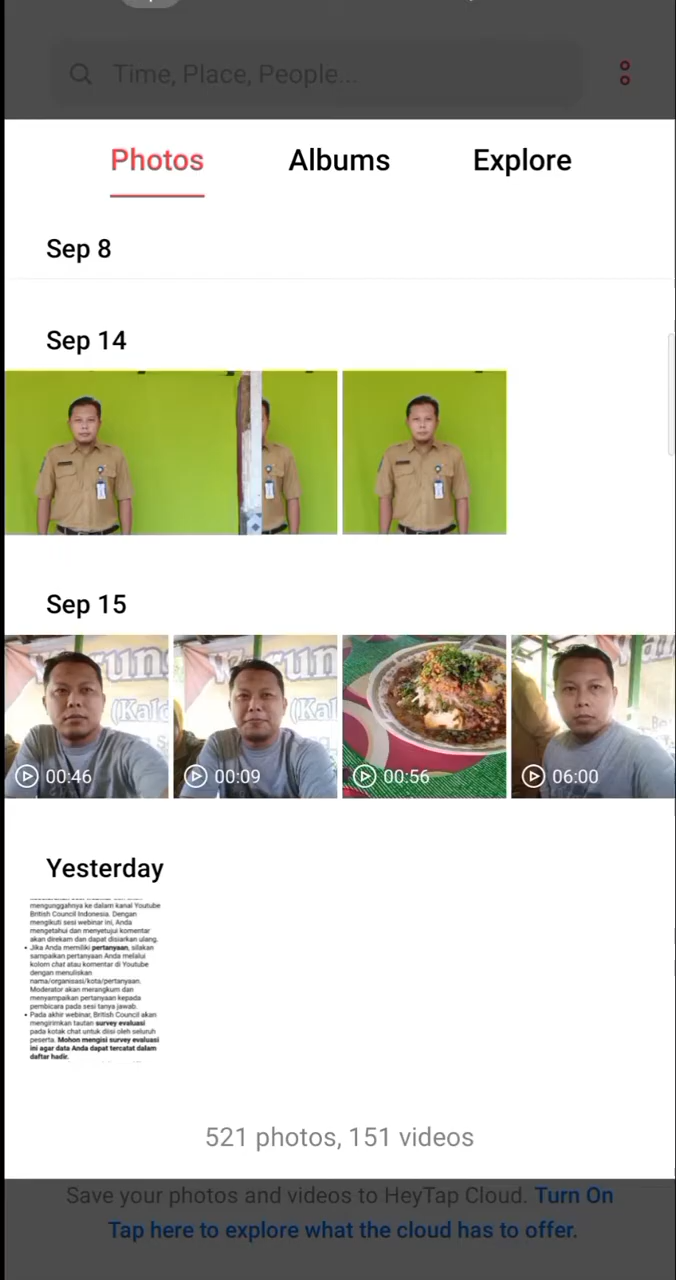 Time, Place, People...
Photos Albums Explore
Sep 8
Sep 14
Sep 15
00:46 00:09 00:56 06:00
Yesterday
mengunggahnya ke dalam kanal Youtube
British Council Indonesia. Dengan
mengikuti sesi webinar ini, Anda
mengetahui dan menyetujui komentar
akan direkam dan dapat disiarkan ulang.
• Jika Anda memiliki pertanyaan, silakan
sampaikan pertanyaan Anda melalui
kolom chat atau komentar di Youtube
dengan menuliskan
nama/organisasi/kota/pertanyaan.
Moderator akan merangkum dan
menyampaikan pertanyaan kepada
pembicara pada sesi tanya jawab.
• Pada akhir webinar, British Council akan
mengirimkan tautan survey evaluasi
pada kotak chat untuk diisi oleh seluruh
peserta. Mohon mengisi survey evaluasi
ini agar data Anda dapat tercatat dalam
daftar hadir.
521 photos, 151 videos
Save your photos and videos to HeyTap Cloud. Turn On
Tap here to explore what the cloud has to offer.